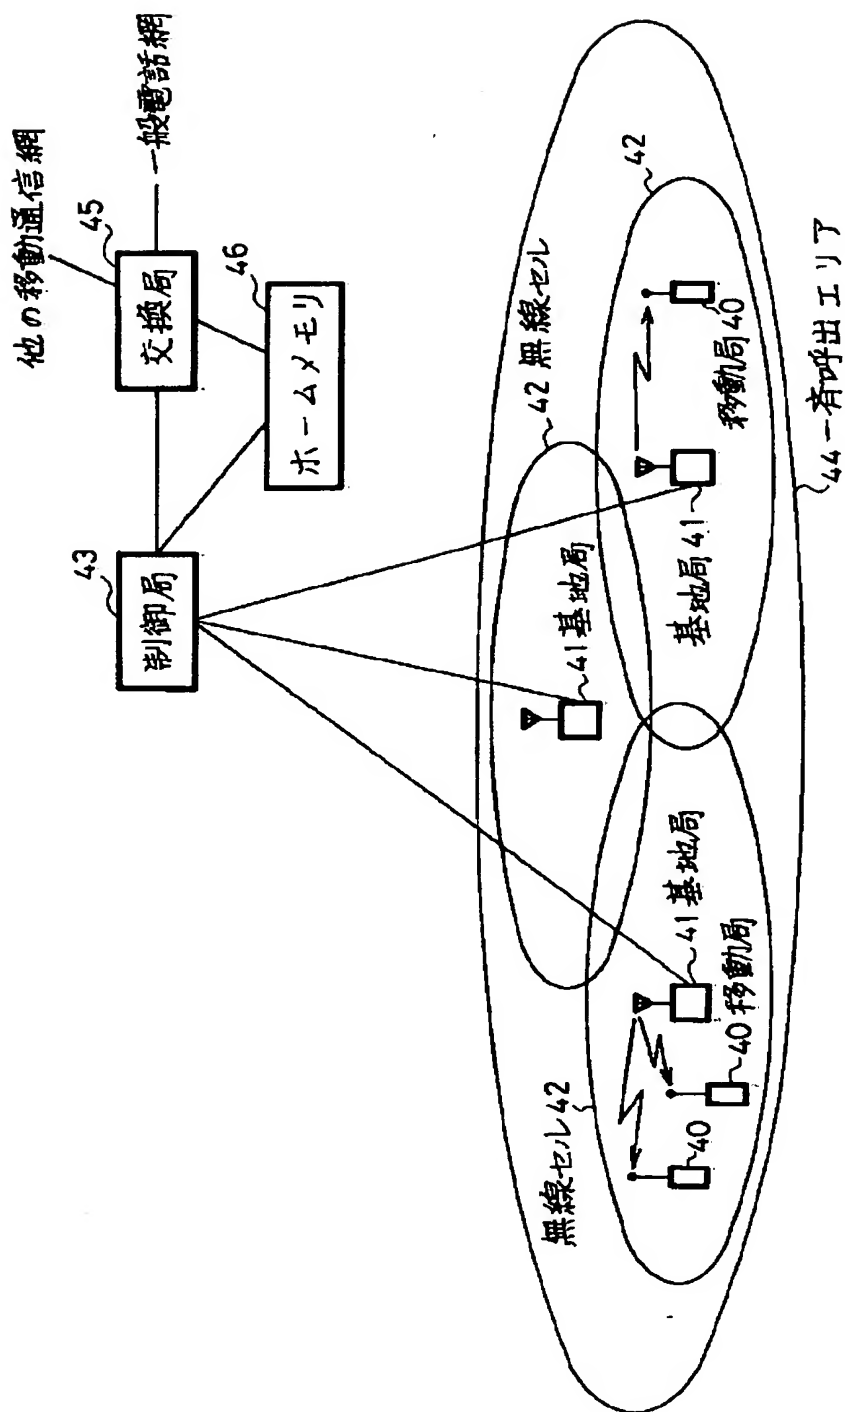 他の移動通信網
45
一般電話網
交換局
46
ホームメモリ
43
制御局
42 無線セル
42
41 基地局
移動局 40
基地局 41
無線セル 42
41 基地局
40 移動局
40
44 一斉呼出エリア